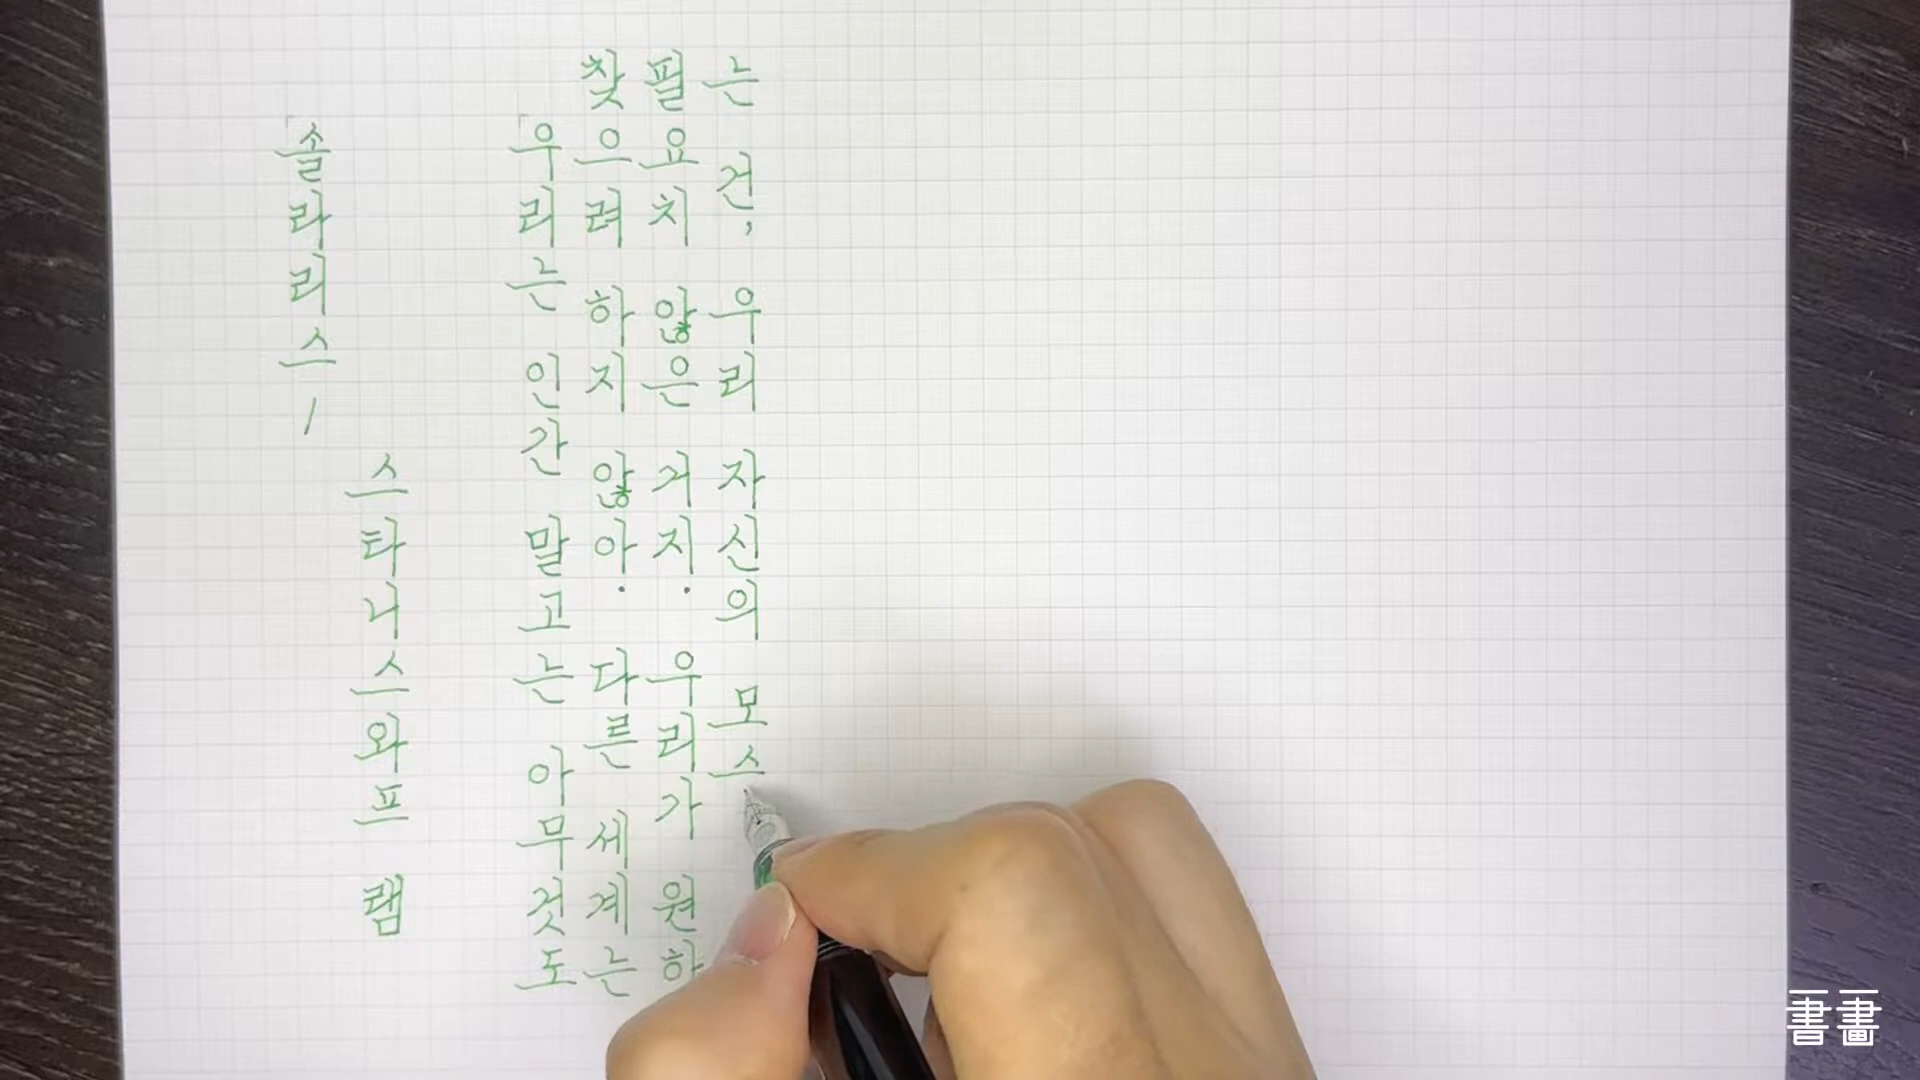 솔라리스 /
스타니스와프 램
우리는 인간 말고는 아무것도
찾으려 하지 않아. 다른 세계는
필요치 않은 거지. 우리가 원하
는 건, 우리 자신의 모스
書畵